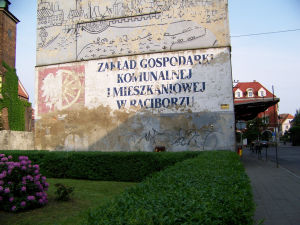 ZAKŁAD GOSPODARKI
KOMUNALNEJ
I MIESZKANIOWEJ
W RACIBORZU